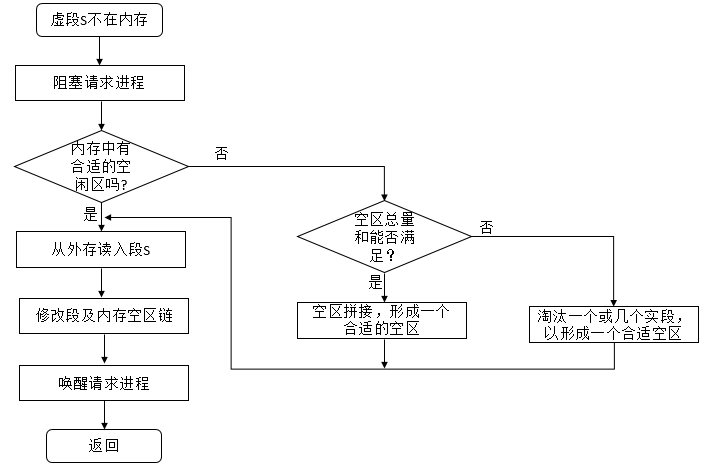 虚段s不在内存
阻塞请求进程
内存中有
合适的空
闲区吗?
否
是
空区总量
和能否满
足？
否
是
从外存读入段s
修改段及内存空区链
空区拼接，形成一个
合适的空区
淘汰一个或几个实段，
以形成一个合适空区
唤醒请求进程
返回